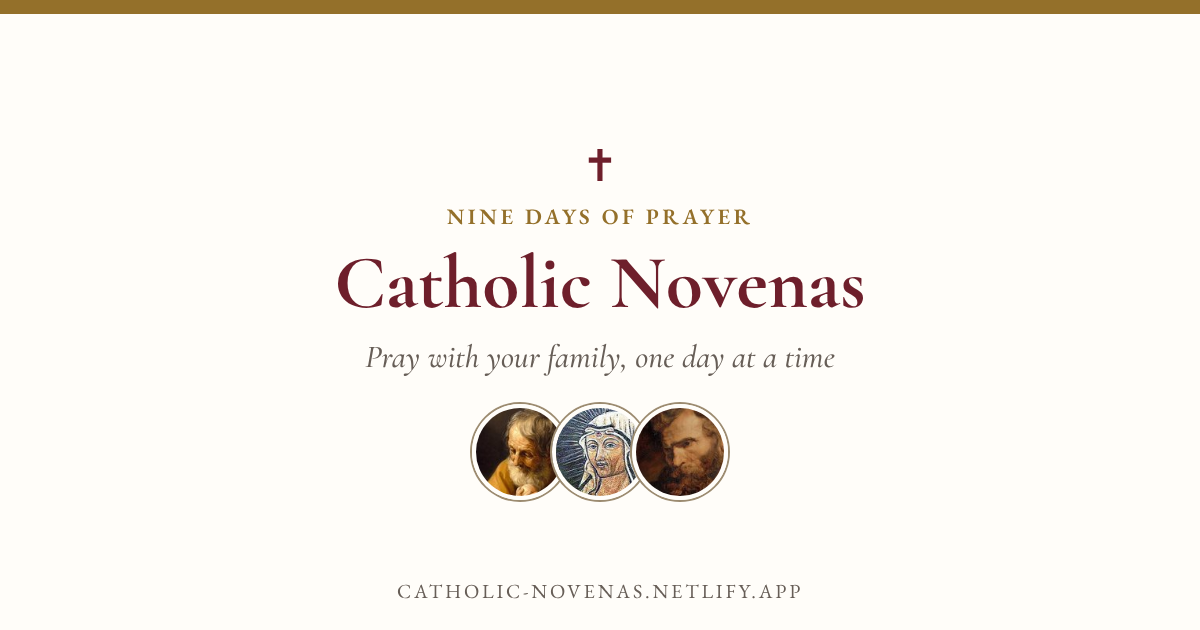 NINE DAYS OF PRAYER
Catholic Novenas
Pray with your family, one day at a time
CATHOLIC-NOVENAS.NETLIFY.APP